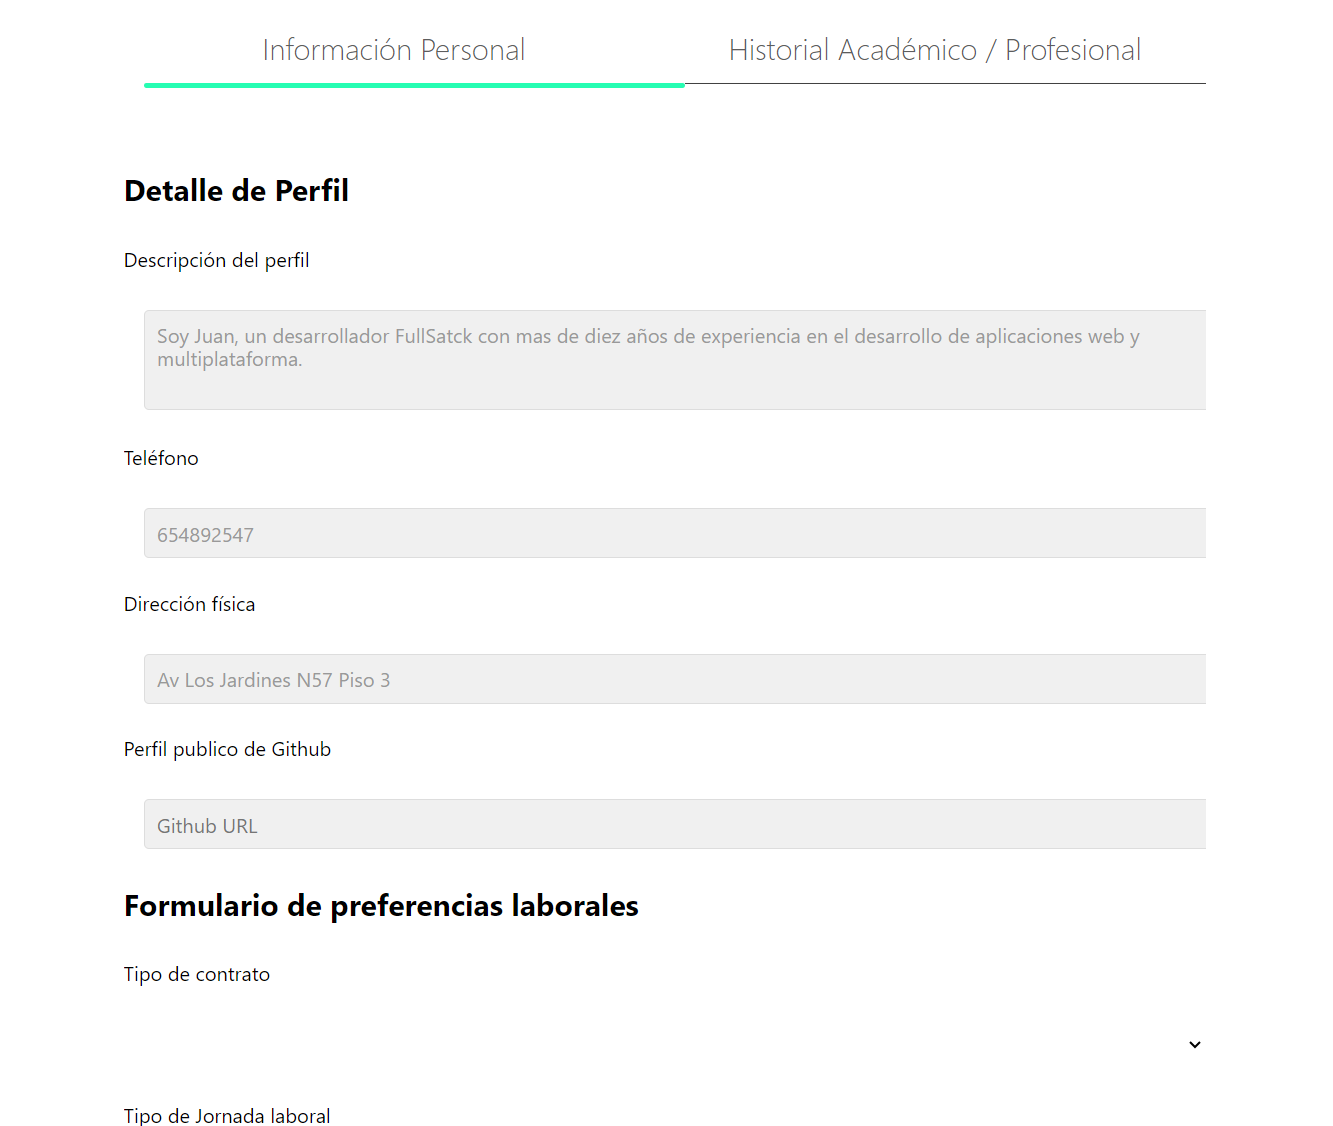 Información Personal
Historial Académico / Profesional
Detalle de Perfil
Descripción del perfil
Soy Juan, un desarrollador FullSatck con mas de diez años de experiencia en el desarrollo de aplicaciones web y
multiplataforma.
Teléfono
654892547
Dirección física
Av Los Jardines N57 Piso 3
Perfil publico de Github
Github URL
Formulario de preferencias laborales
Tipo de contrato
Tipo de Jornada laboral